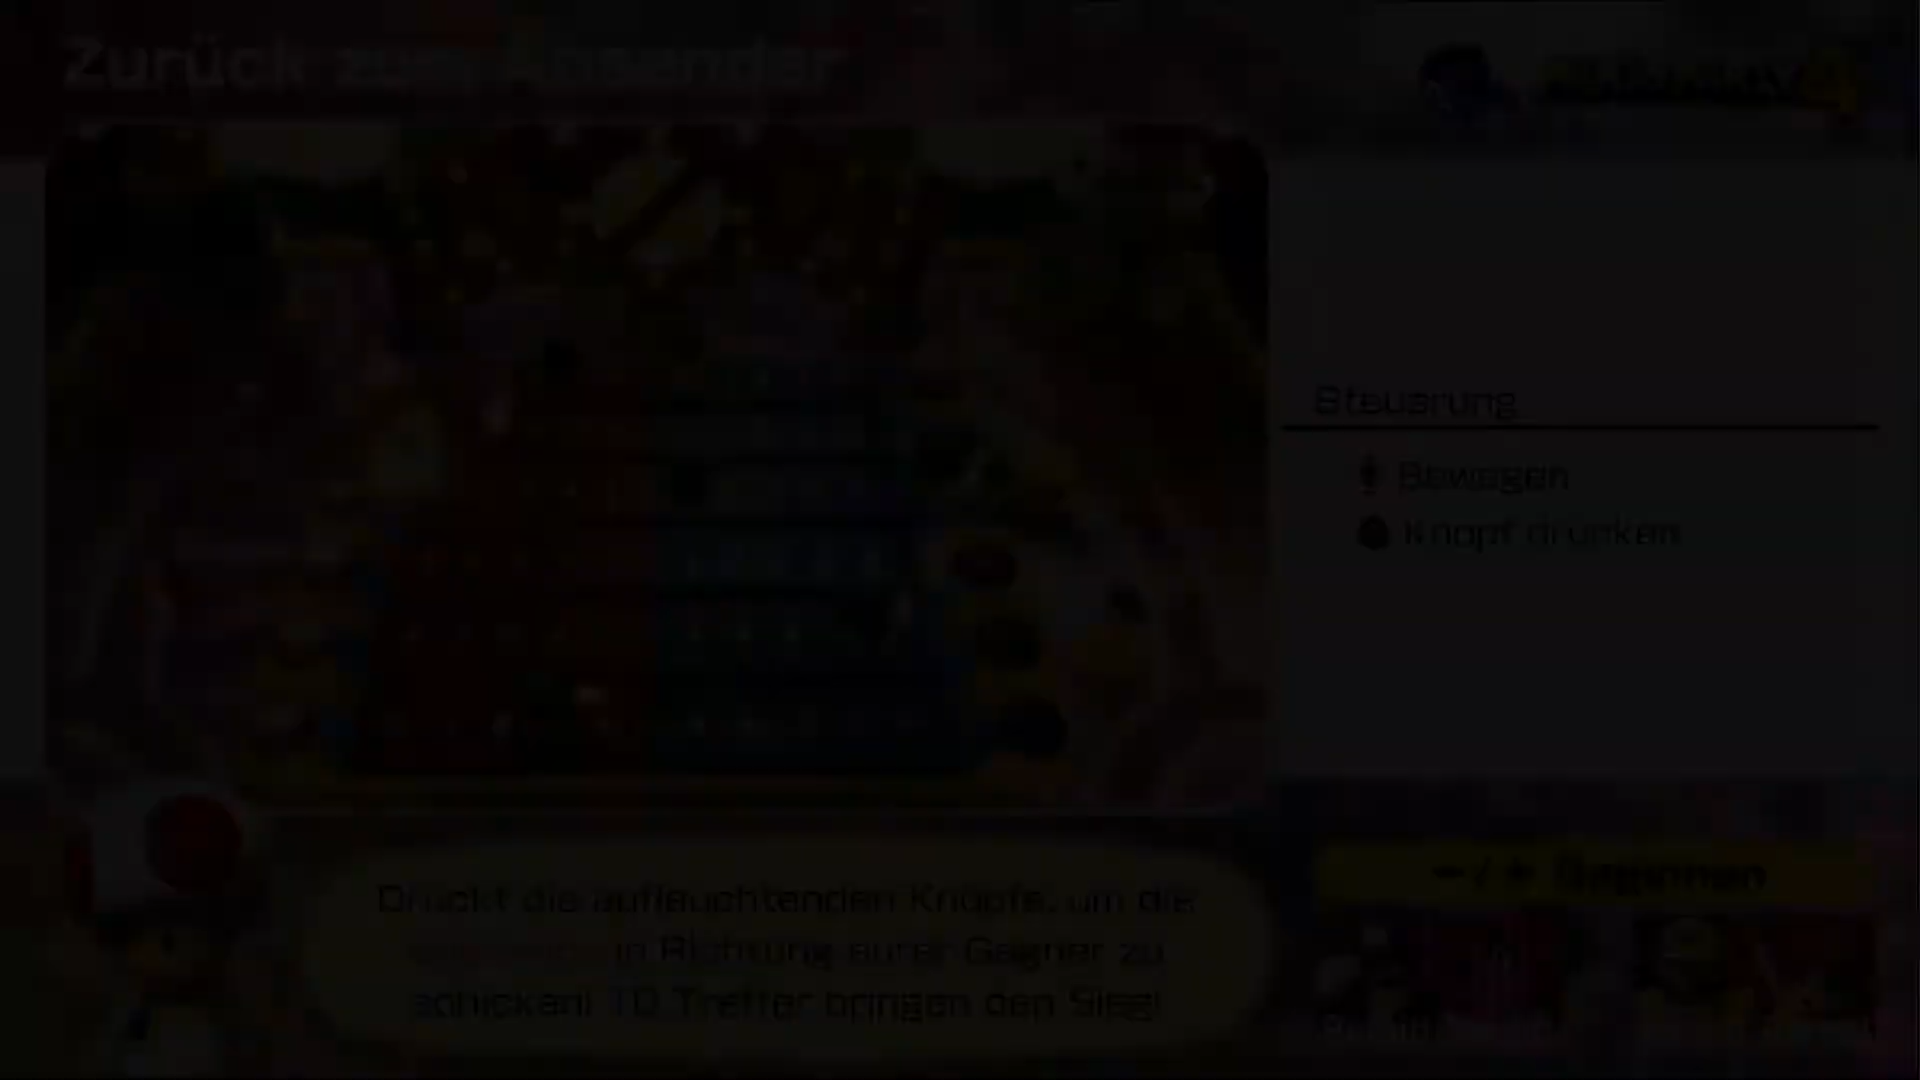 Zurück zum Absender
Steuerung
Bewegen
Knopf drücken
Drückt die aufleuchtenden Knöpfe, um die
in Richtung eurer Gegner zu
schicken! 10 Treffer bringen den Sieg!
- / + Beginnen